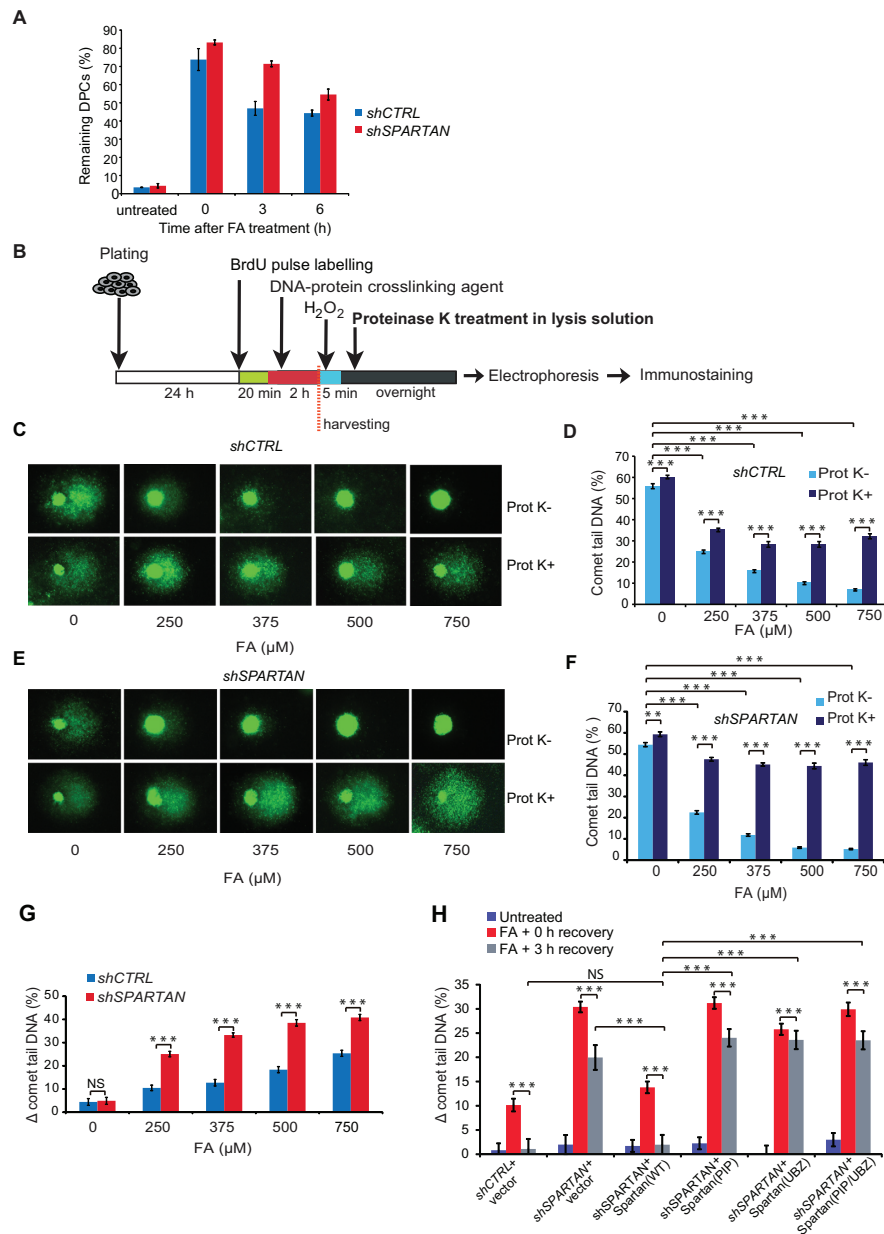 A
Remaining DPCs (%)
90
80
70
60
50
40
30
20
10
0
untreated 0 3 6
Time after FA treatment (h)
shCTRL
shSPARTAN
B
Plating
BrdU pulse labelling
DNA-protein crosslinking agent
H2O2
Proteinase K treatment in lysis solution
24 h 20 min 2 h 5 min overnight
Electrophoresis Immunostaining
harvesting
C
shCTRL
Prot K-
Prot K+
0 250 375 500 750
FA (µM)
D
shCTRL
Prot K-
Prot K+
Comet tail DNA (%)
70
60
50
40
30
20
10
0
***
***
***
***
*** *** *** *** ***
0 250 375 500 750
FA (µM)
E
shSPARTAN
Prot K-
Prot K+
0 250 375 500 750
FA (µM)
F
shSPARTAN
Prot K-
Prot K+
Comet tail DNA (%)
70
60
50
40
30
20
10
0
***
***
***
***
** *** *** *** ***
0 250 375 500 750
FA (µM)
G
shCTRL
shSPARTAN
Δ comet tail DNA (%)
50
40
30
20
10
0
NS *** *** *** ***
0 250 375 500 750
FA (µM)
H
Untreated
FA + 0 h recovery
FA + 3 h recovery
Δ comet tail DNA (%)
35
30
25
20
15
10
5
0
***
***
NS ***
***
*** *** *** *** *** ***
shCTRL+
vector
shSPARTAN+
vector
shSPARTAN+
Spartan(WT)
shSPARTAN+
Spartan(PIP)
shSPARTAN+
Spartan(UBZ)
shSPARTAN+
Spartan(PIP/UBZ)